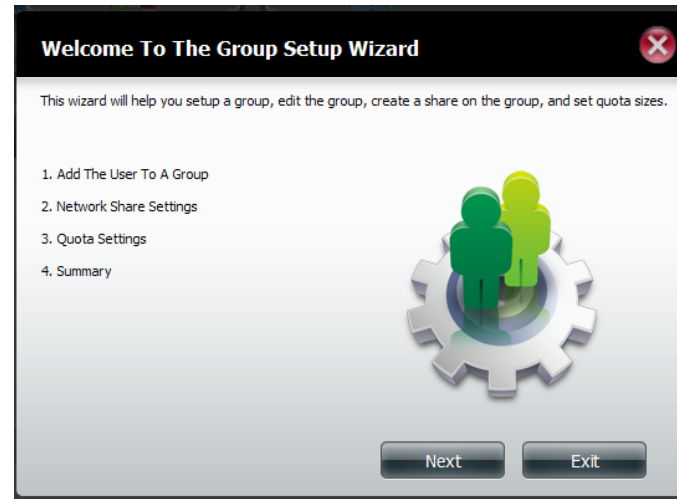 Welcome To The Group Setup Wizard
This wizard will help you setup a group, edit the group, create a share on the group, and set quota sizes.
1. Add The User To A Group
2. Network Share Settings
3. Quota Settings
4. Summary
Next Exit